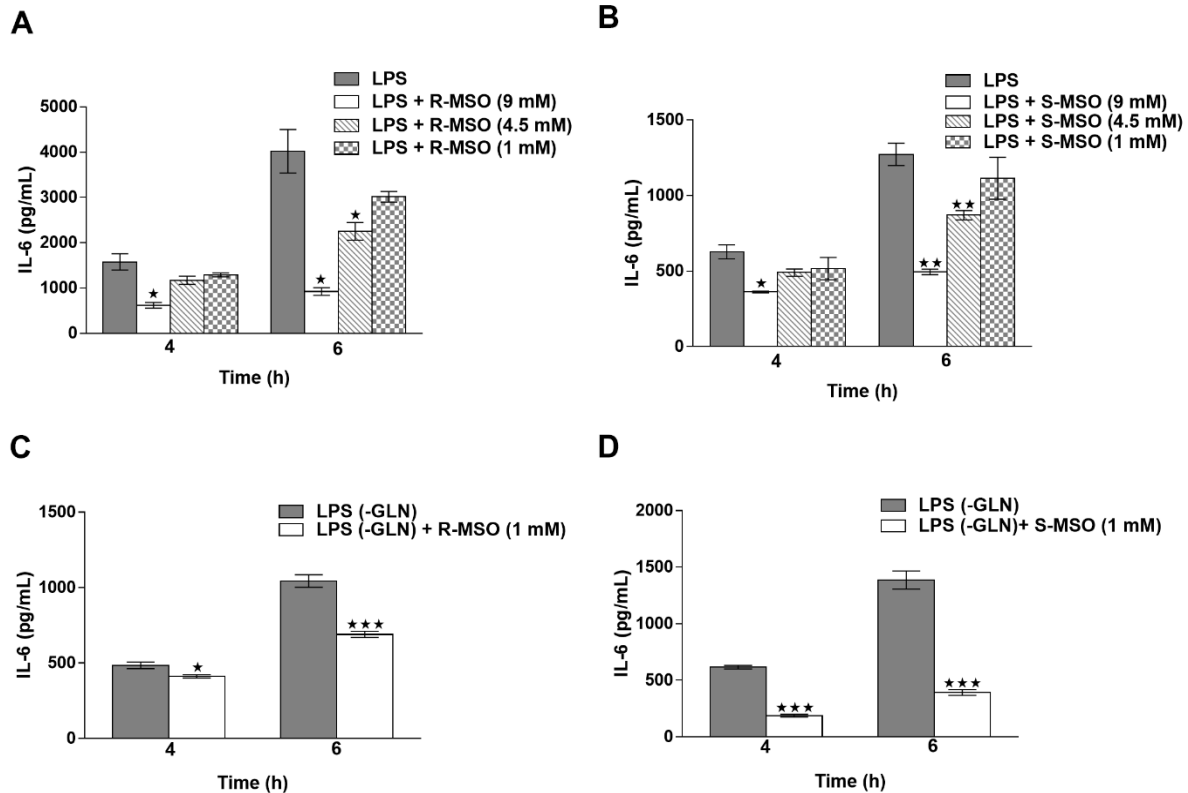 A
LPS
LPS + R-MSO (9 mM)
LPS + R-MSO (4.5 mM)
LPS + R-MSO (1 mM)
5000
4000
3000
2000
1000
0
IL-6 (pg/mL)
★
★
★
4
6
Time (h)
B
LPS
LPS + S-MSO (9 mM)
LPS + S-MSO (4.5 mM)
LPS + S-MSO (1 mM)
1500
1000
500
0
IL-6 (pg/mL)
★
★★
★★
4
6
Time (h)
C
LPS (-GLN)
LPS (-GLN) + R-MSO (1 mM)
1500
1000
500
0
IL-6 (pg/mL)
★
★★★
4
6
Time (h)
D
LPS (-GLN)
LPS (-GLN)+ S-MSO (1 mM)
2000
1500
1000
500
0
IL-6 (pg/mL)
★★★
★★★
4
6
Time (h)